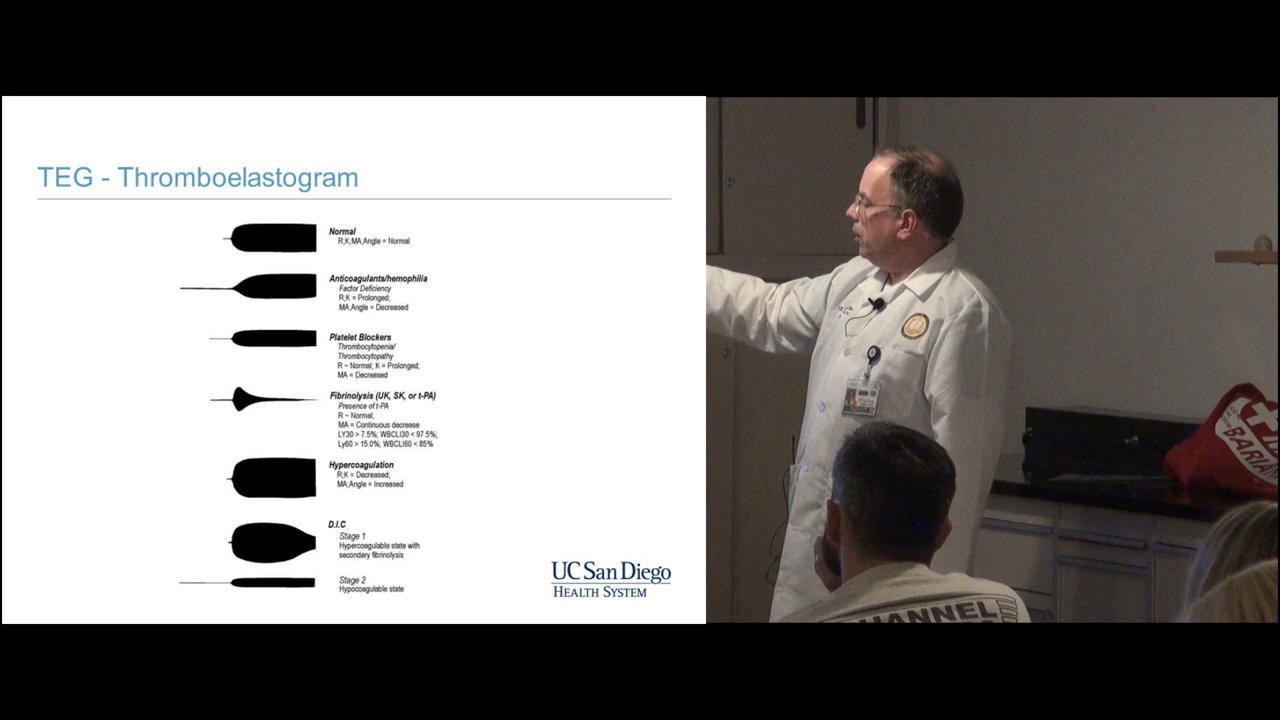 TEG - Thromboelastogram
Normal
R;K;MA;Angle = Normal
Anticoagulants/hemophilia
Factor Deficiency
R;K = Prolonged;
MA;Angle = Decreased
Platelet Blockers
Thrombocytopenia/
Thrombocytopathy
R ~ Normal; K = Prolonged;
MA = Decreased
Fibrinolysis (UK, SK, or t-PA)
Presence of t-PA
R ~ Normal;
MA = Continuous decrease
LY30 > 7.5%; WBCLI30 < 97.5%;
Ly60 > 15.0%; WBCLI60 < 85%
Hypercoagulation
R;K = Decreased;
MA;Angle = Increased
D.I.C
Stage 1
Hypercoagulable state with
secondary fibrinolysis
Stage 2
Hypocoagulable state
UC San Diego
HEALTH SYSTEM